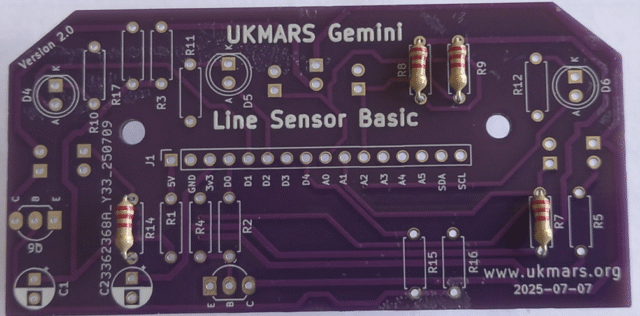 UKMARS Gemini
Version 2.0
R11
R8
R9
K
K
K
D4
R17
R3
D5
R12
D6
A
A
A
R10
Line Sensor Basic
C23362368A_Y33_250709
J1
5V
GND
3V3
D0
D1
D2
D3
D4
A0
A1
A2
A3
A4
A5
SDA
SCL
C
B
E
R14
R1
R4
R2
R7
R5
R15
R16
C1
E
B
C
www.ukmars.org
2025-07-07